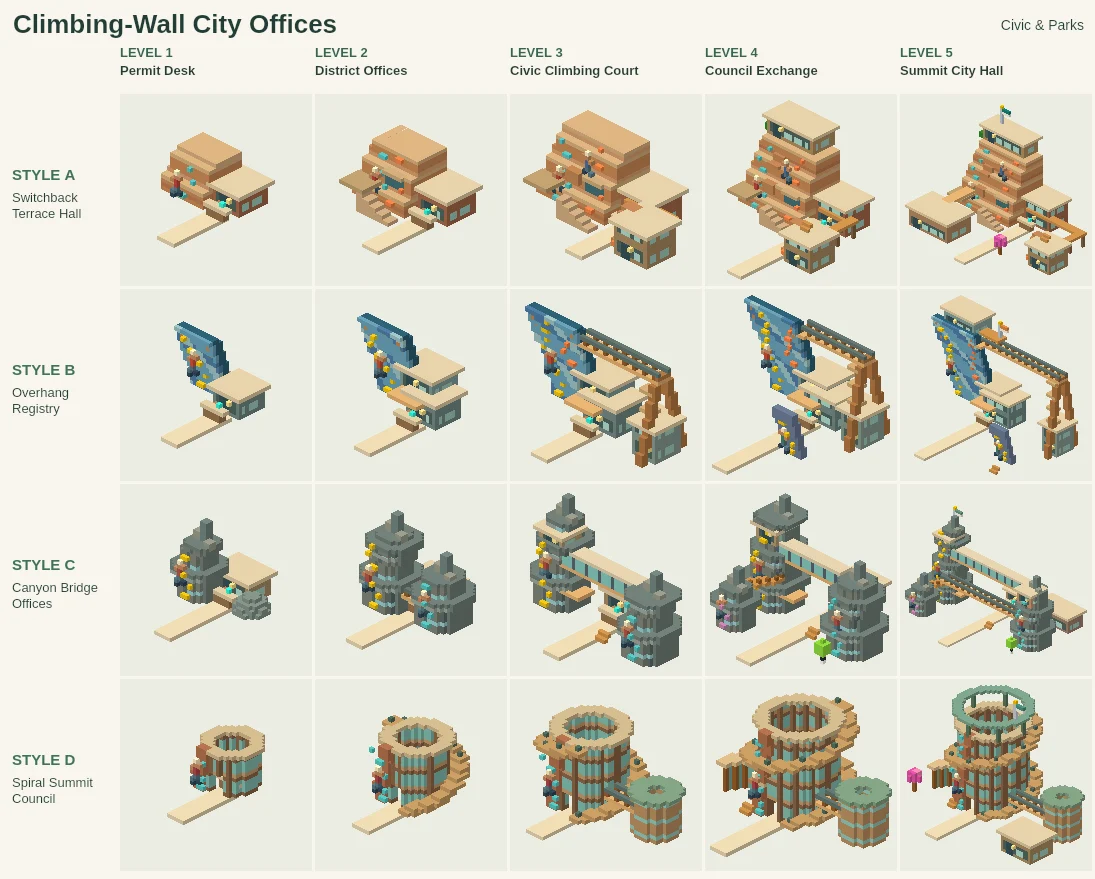 Climbing-Wall City Offices
Civic & Parks
LEVEL 1
Permit Desk
LEVEL 2
District Offices
LEVEL 3
Civic Climbing Court
LEVEL 4
Council Exchange
LEVEL 5
Summit City Hall
STYLE A
Switchback
Terrace Hall
STYLE B
Overhang
Registry
STYLE C
Canyon Bridge
Offices
STYLE D
Spiral Summit
Council